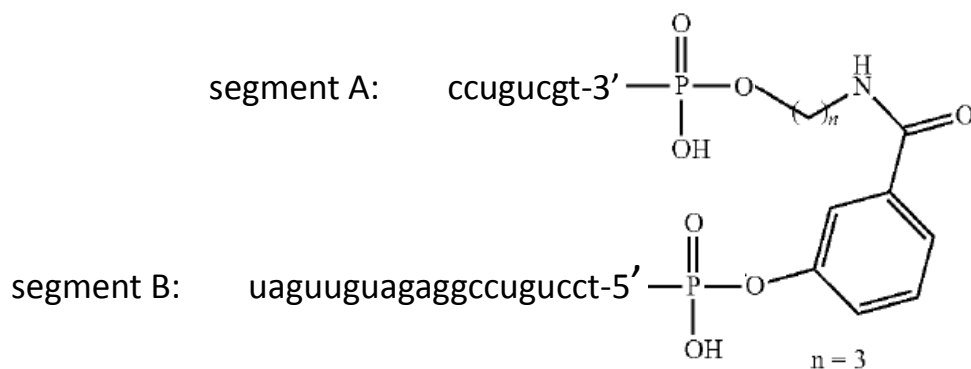 O
H
segment A: ccugucgt-3’ P O ( )n N O
OH
O
segment B: uaguuguagaggccugucct-5’ P O
OH
n = 3